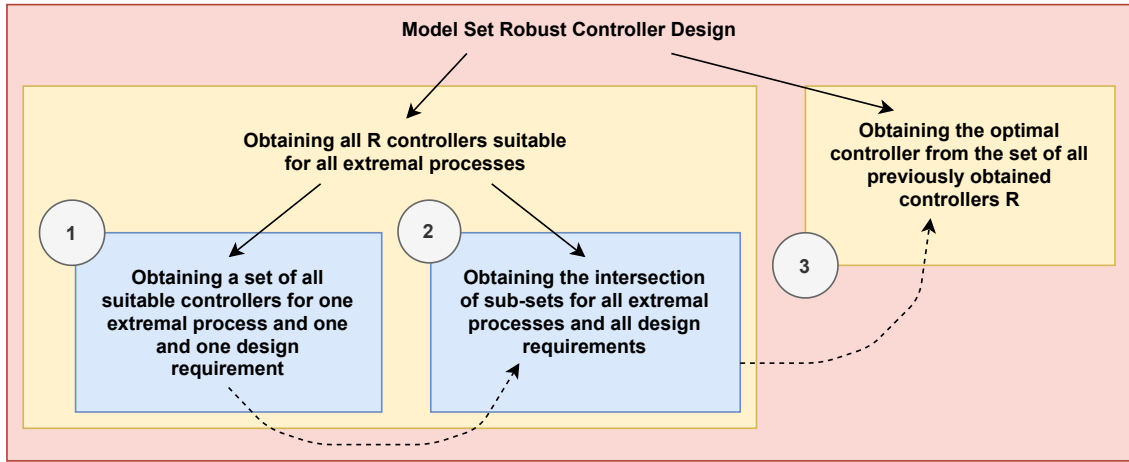 Model Set Robust Controller Design
Obtaining all R controllers suitable
for all extremal processes
Obtaining the optimal
controller from the set of all
previously obtained
controllers R
1
Obtaining a set of all
suitable controllers for one
extremal process and one
and one design
requirement
2
Obtaining the intersection
of sub-sets for all extremal
processes and all design
requirements
3